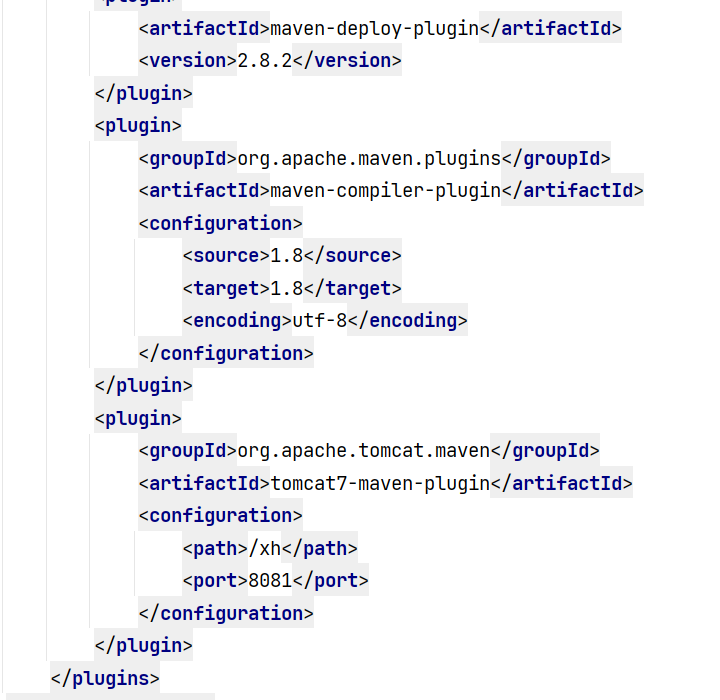 <plugin>
<artifactId>maven-deploy-plugin</artifactId>
<version>2.8.2</version>
</plugin>
<plugin>
<groupId>org.apache.maven.plugins</groupId>
<artifactId>maven-compiler-plugin</artifactId>
<configuration>
<source>1.8</source>
<target>1.8</target>
<encoding>utf-8</encoding>
</configuration>
</plugin>
<plugin>
<groupId>org.apache.tomcat.maven</groupId>
<artifactId>tomcat7-maven-plugin</artifactId>
<configuration>
<path>/xh</path>
<port>8081</port>
</configuration>
</plugin>
</plugins>